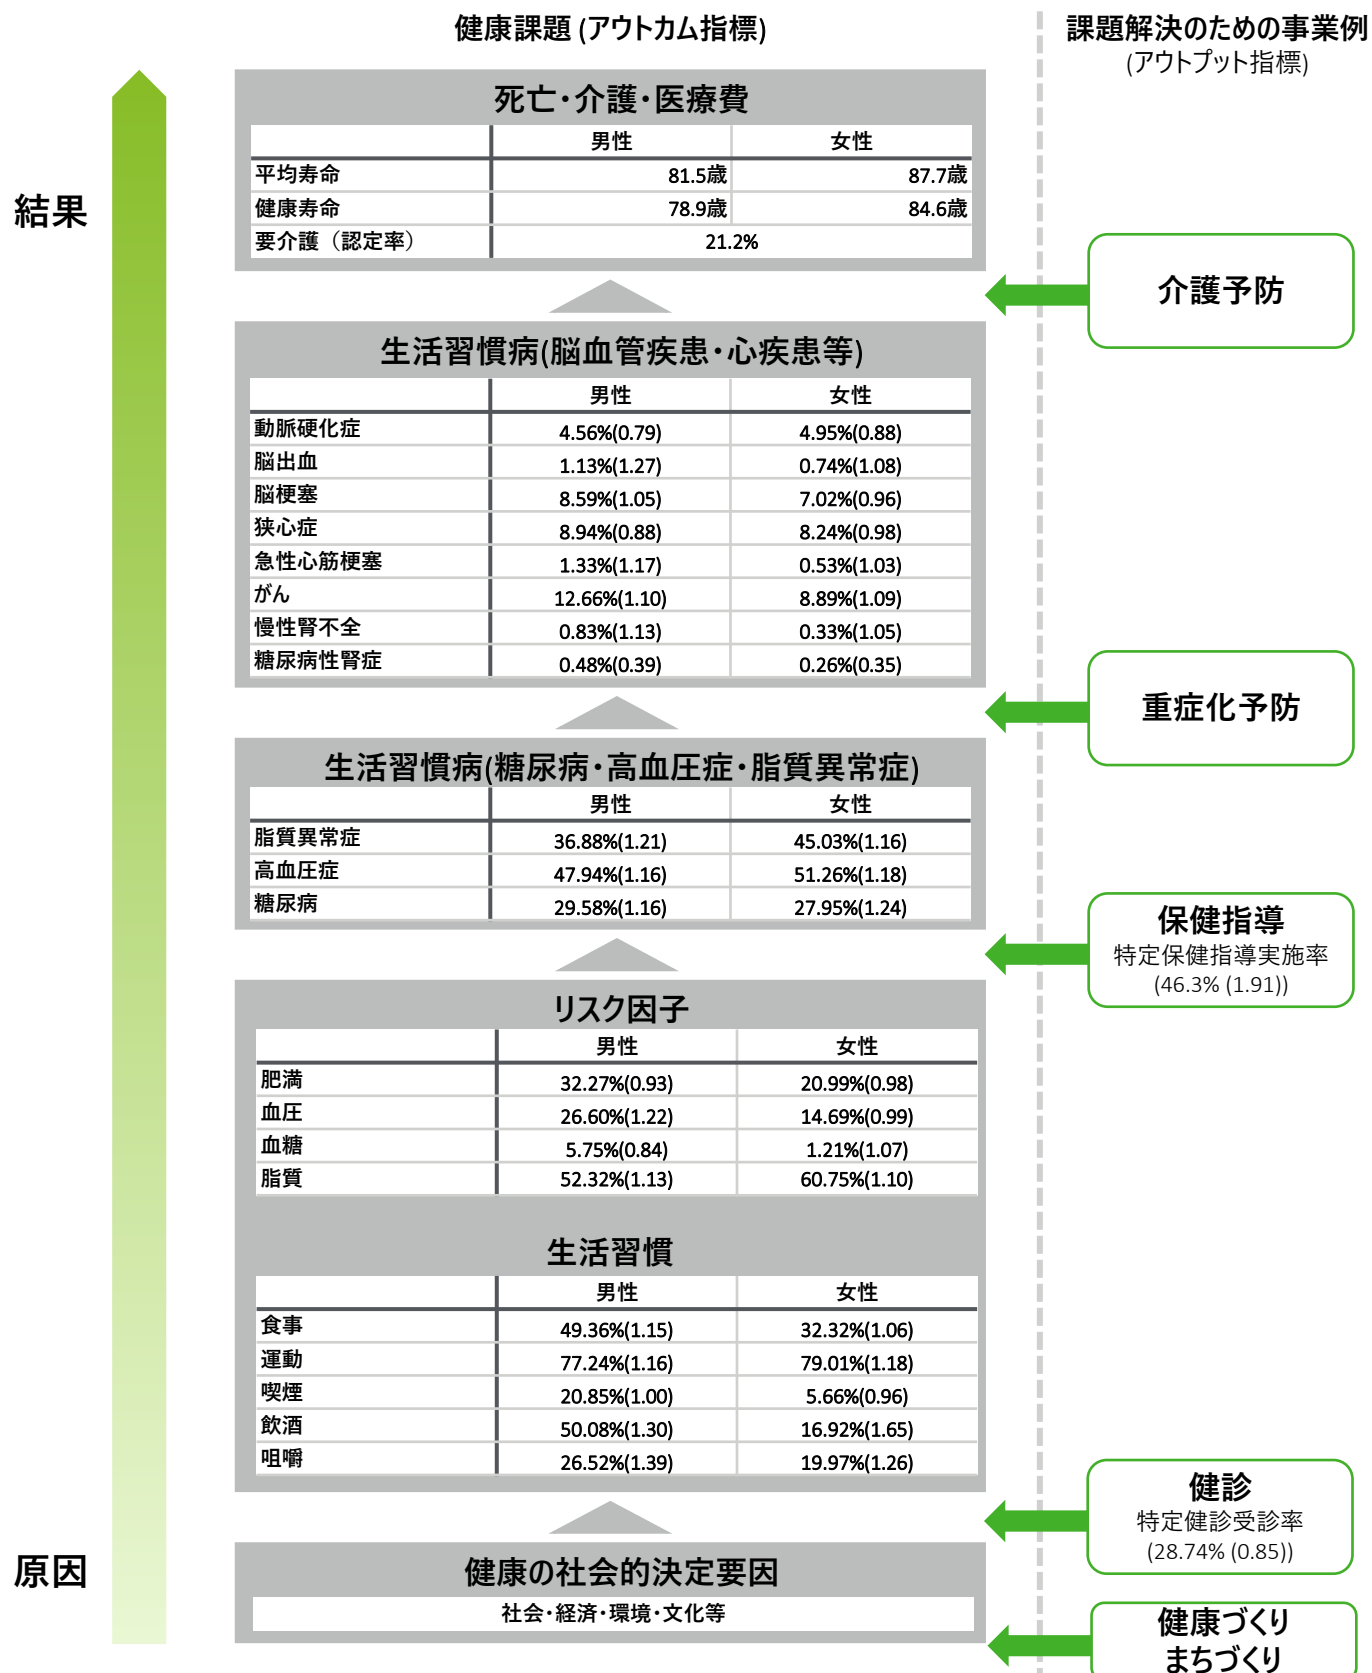 健康課題 (アウトカム指標)
課題解決のための事業例
(アウトプット指標)
結果
死亡・介護・医療費
男性 女性
平均寿命 81.5歳 87.7歳
健康寿命 78.9歳 84.6歳
要介護（認定率） 21.2%
介護予防
生活習慣病(脳血管疾患・心疾患等)
男性 女性
動脈硬化症 4.56%(0.79) 4.95%(0.88)
脳出血 1.13%(1.27) 0.74%(1.08)
脳梗塞 8.59%(1.05) 7.02%(0.96)
狭心症 8.94%(0.88) 8.24%(0.98)
急性心筋梗塞 1.33%(1.17) 0.53%(1.03)
がん 12.66%(1.10) 8.89%(1.09)
慢性腎不全 0.83%(1.13) 0.33%(1.05)
糖尿病性腎症 0.48%(0.39) 0.26%(0.35)
重症化予防
生活習慣病(糖尿病・高血圧症・脂質異常症)
男性 女性
脂質異常症 36.88%(1.21) 45.03%(1.16)
高血圧症 47.94%(1.16) 51.26%(1.18)
糖尿病 29.58%(1.16) 27.95%(1.24)
保健指導
特定保健指導実施率
(46.3% (1.91))
リスク因子
男性 女性
肥満 32.27%(0.93) 20.99%(0.98)
血圧 26.60%(1.22) 14.69%(0.99)
血糖 5.75%(0.84) 1.21%(1.07)
脂質 52.32%(1.13) 60.75%(1.10)
生活習慣
男性 女性
食事 49.36%(1.15) 32.32%(1.06)
運動 77.24%(1.16) 79.01%(1.18)
喫煙 20.85%(1.00) 5.66%(0.96)
飲酒 50.08%(1.30) 16.92%(1.65)
咀嚼 26.52%(1.39) 19.97%(1.26)
健診
特定健診受診率
(28.74% (0.85))
原因
健康の社会的決定要因
社会・経済・環境・文化等
健康づくり
まちづくり